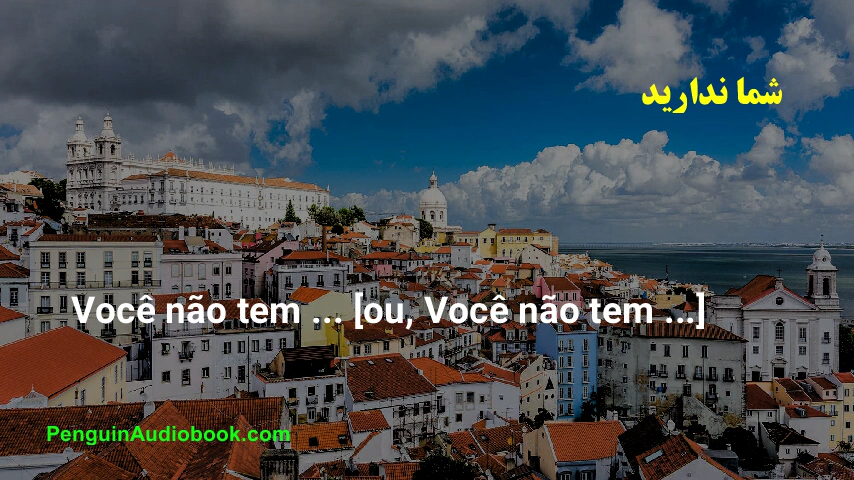 شما ندارید
Você não tem ... [ou, Você não tem ...]
PenguinAudiobook.com